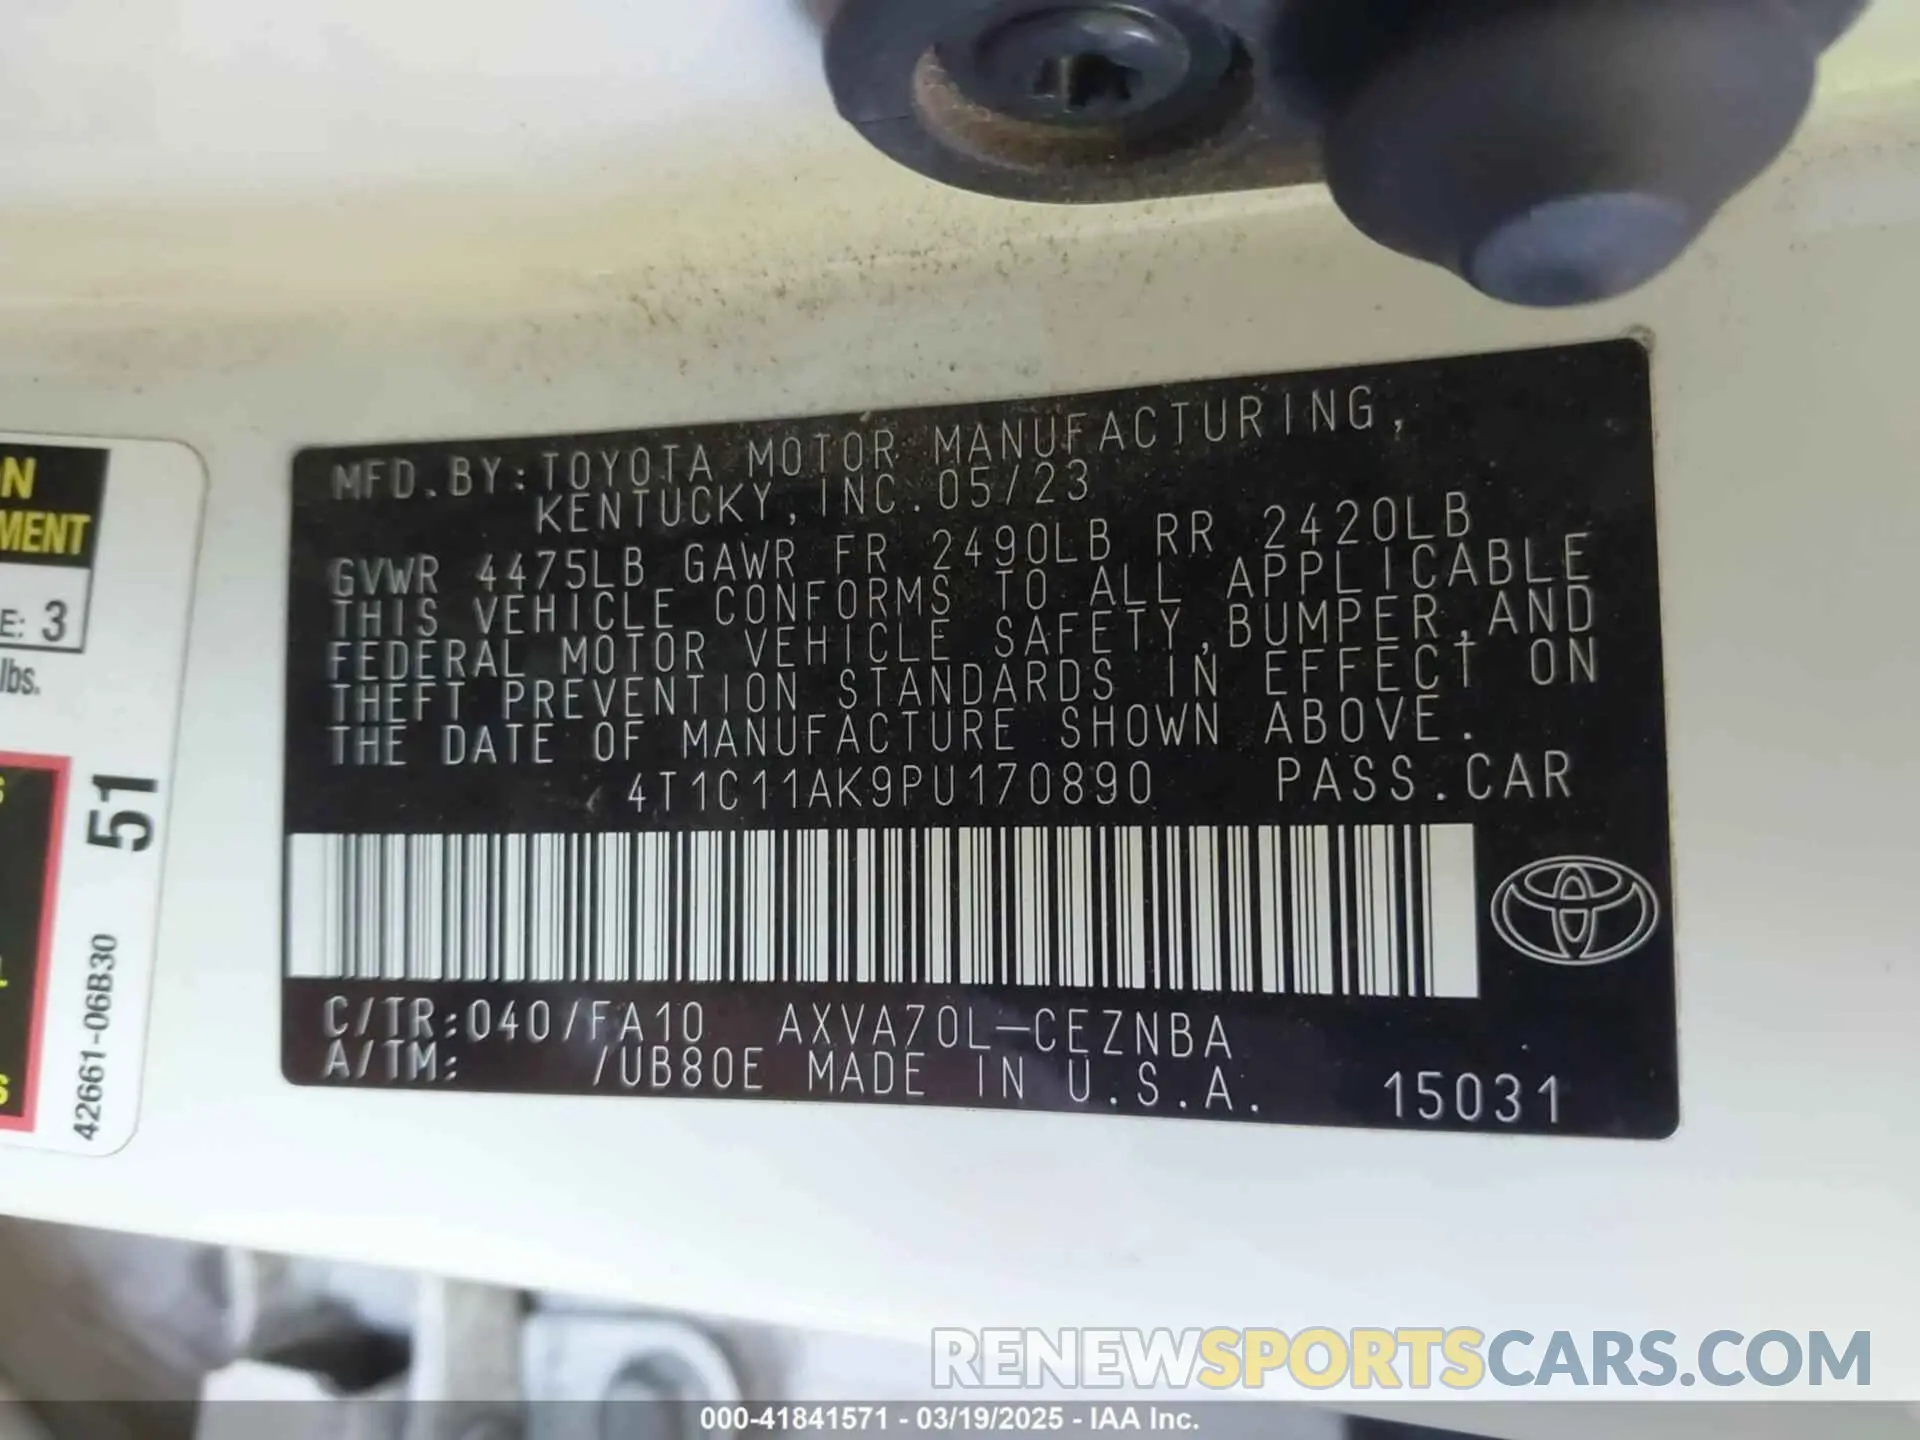 MFD.BY:TOYOTA MOTOR MANUFACTURING,
KENTUCKY, INC. 05/23
GVWR 4475LB GAWR FR 2490LB RR 2420LB
THIS VEHICLE CONFORMS TO ALL APPLICABLE
FEDERAL MOTOR VEHICLE SAFETY, BUMPER, AND
THEFT PREVENTION STANDARDS IN EFFECT ON
THE DATE OF MANUFACTURE SHOWN ABOVE.
4T1C11AK9PU170890 PASS.CAR
C/TR:040/FA10 AXVA70L-CEZNBA
A/TM: /UB80E MADE IN U.S.A. 15031
E: 3
lbs.
51
42661-06B30
RENEWSPORTSCARS.COM
000-41841571 - 03/19/2025 - IAA Inc.